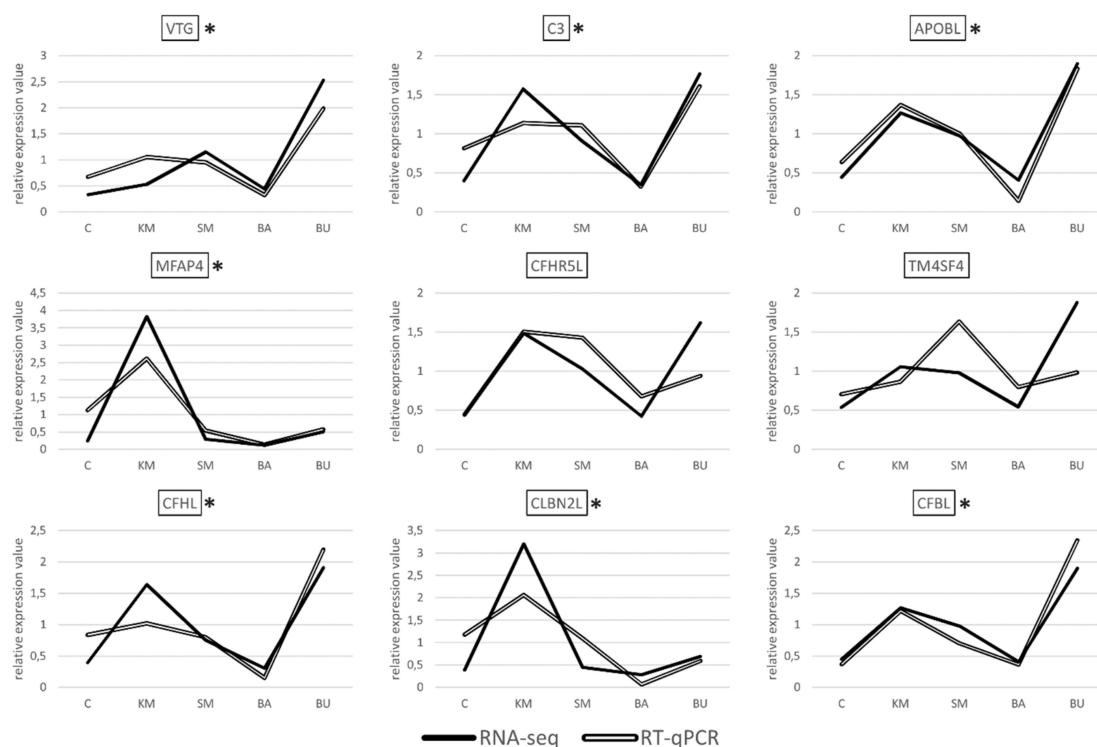 VTG *
relative expression value
3
2,5
2
1,5
1
0,5
0
C KM SM BA BU
C3 *
relative expression value
2
1,5
1
0,5
0
C KM SM BA BU
APOBL *
relative expression value
2
1,5
1
0,5
0
C KM SM BA BU
MFAP4 *
relative expression value
4,5
4
3,5
3
2,5
2
1,5
1
0,5
0
C KM SM BA BU
CFHR5L
relative expression value
2
1,5
1
0,5
0
C KM SM BA BU
TM4SF4
relative expression value
2
1,5
1
0,5
0
C KM SM BA BU
CFHL *
relative expression value
2,5
2
1,5
1
0,5
0
C KM SM BA BU
CLBN2L *
relative expression value
3,5
3
2,5
2
1,5
1
0,5
0
C KM SM BA BU
CFBL *
relative expression value
2,5
2
1,5
1
0,5
0
C KM SM BA BU
RNA-seq RT-qPCR